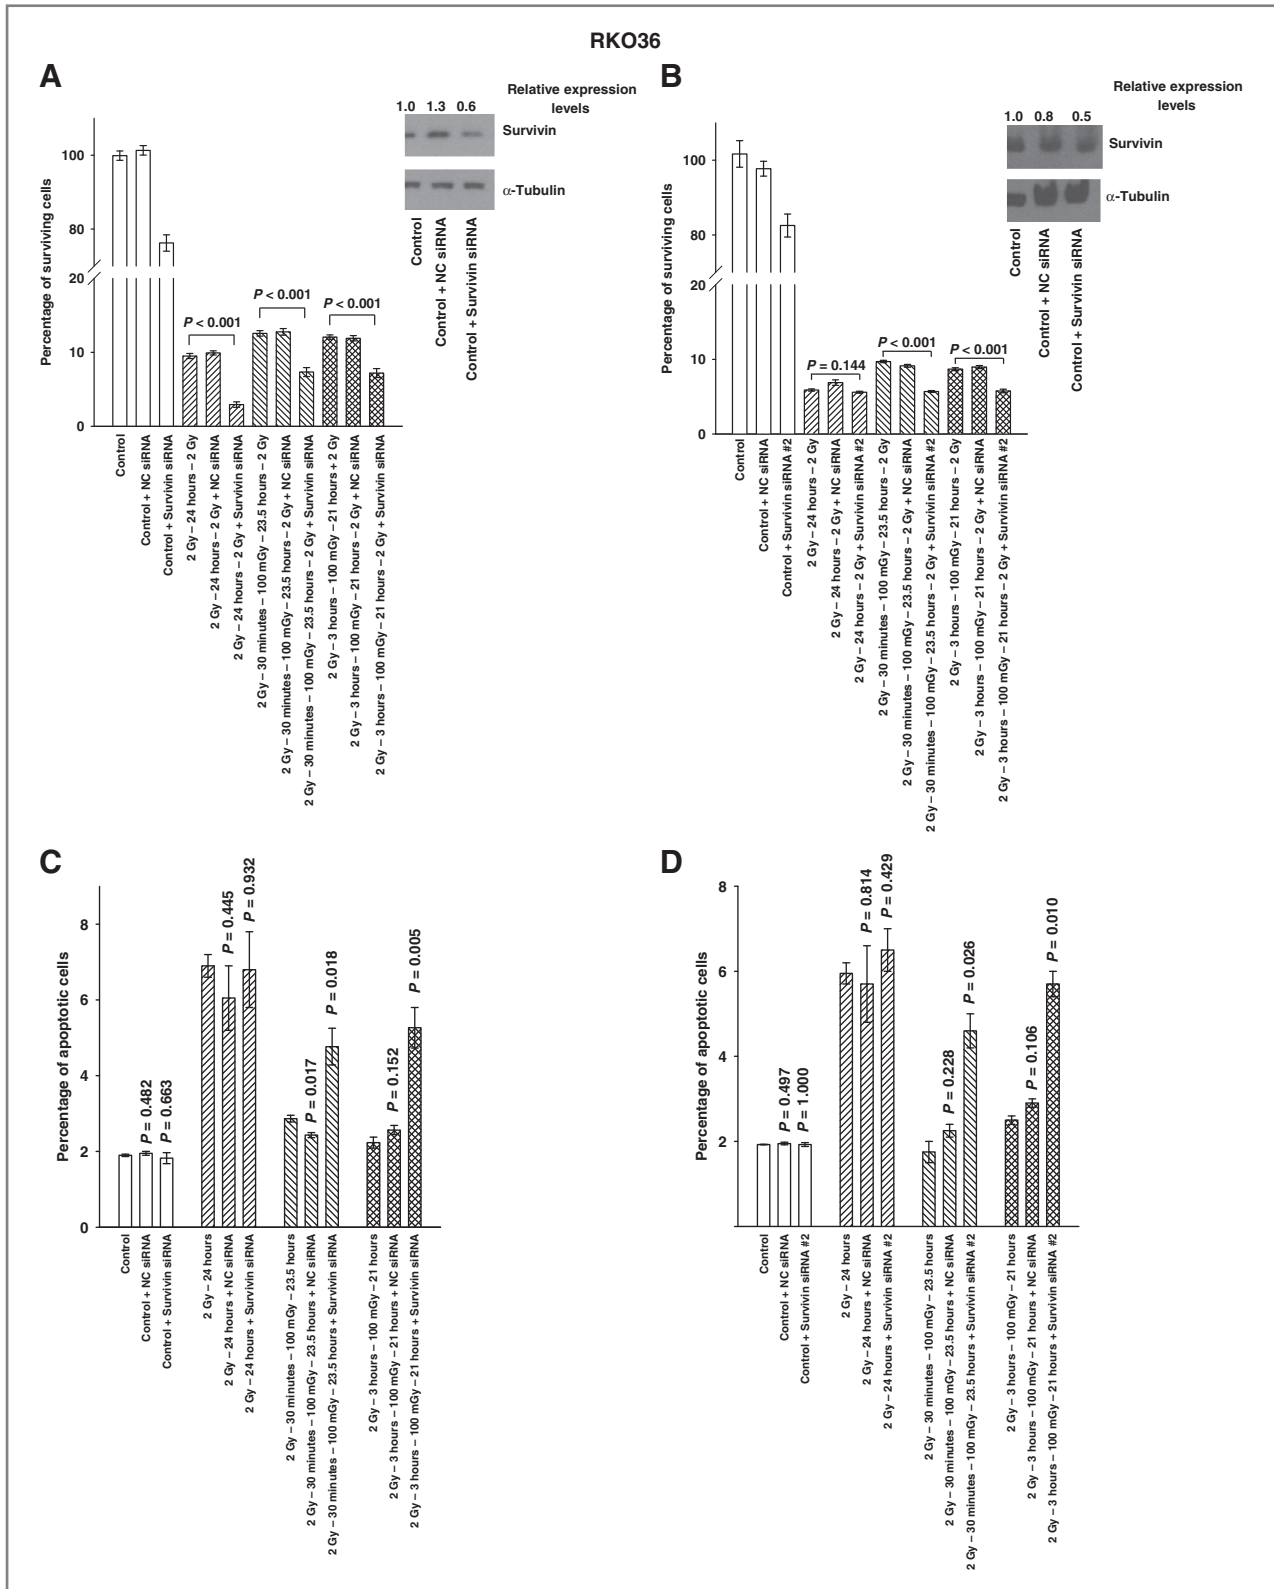 RKO36
A
Relative expression
levels
1.0 1.3 0.6
Survivin
α-Tubulin
Control
Control + NC siRNA
Control + Survivin siRNA
Percentage of surviving cells
100
80
20
10
0
P < 0.001
P < 0.001
P < 0.001
Control
Control + NC siRNA
Control + Survivin siRNA
2 Gy – 24 hours – 2 Gy
2 Gy – 24 hours – 2 Gy + NC siRNA
2 Gy – 24 hours – 2 Gy + Survivin siRNA
2 Gy – 30 minutes – 100 mGy – 23.5 hours – 2 Gy
2 Gy – 30 minutes – 100 mGy – 23.5 hours – 2 Gy + NC siRNA
2 Gy – 30 minutes – 100 mGy – 23.5 hours – 2 Gy + Survivin siRNA
2 Gy – 3 hours – 100 mGy – 21 hours + 2 Gy
2 Gy – 3 hours – 100 mGy – 21 hours – 2 Gy + NC siRNA
2 Gy – 3 hours – 100 mGy – 21 hours – 2 Gy + Survivin siRNA
B
Relative expression
levels
1.0 0.8 0.5
Survivin
α-Tubulin
Control
Control + NC siRNA
Control + Survivin siRNA
Percentage of surviving cells
100
80
20
10
0
P = 0.144
P < 0.001
P < 0.001
Control
Control + NC siRNA
Control + Survivin siRNA #2
2 Gy – 24 hours – 2 Gy
2 Gy – 24 hours – 2 Gy + NC siRNA
2 Gy – 24 hours – 2 Gy + Survivin siRNA #2
2 Gy – 30 minutes – 100 mGy – 23.5 hours – 2 Gy
2 Gy – 30 minutes – 100 mGy – 23.5 hours – 2 Gy + NC siRNA
2 Gy – 30 minutes – 100 mGy – 23.5 hours – 2 Gy + Survivin siRNA #2
2 Gy – 3 hours – 100 mGy – 21 hours – 2 Gy
2 Gy – 3 hours – 100 mGy – 21 hours – 2 Gy + NC siRNA
2 Gy – 3 hours – 100 mGy – 21 hours – 2 Gy + Survivin siRNA #2
C
Percentage of apoptotic cells
8
6
4
2
0
P = 0.482
P = 0.663
P = 0.445
P = 0.932
P = 0.017
P = 0.018
P = 0.152
P = 0.005
Control
Control + NC siRNA
Control + Survivin siRNA
2 Gy – 24 hours
2 Gy – 24 hours + NC siRNA
2 Gy – 24 hours + Survivin siRNA
2 Gy – 30 minutes – 100 mGy – 23.5 hours
2 Gy – 30 minutes – 100 mGy – 23.5 hours + NC siRNA
2 Gy – 30 minutes – 100 mGy – 23.5 hours + Survivin siRNA
2 Gy – 3 hours – 100 mGy – 21 hours
2 Gy – 3 hours – 100 mGy – 21 hours + NC siRNA
2 Gy – 3 hours – 100 mGy – 21 hours + Survivin siRNA
D
Percentage of apoptotic cells
8
6
4
2
P = 0.497
P = 1.000
P = 0.814
P = 0.429
P = 0.228
P = 0.026
P = 0.106
P = 0.010
Control
Control + NC siRNA
Control + Survivin siRNA #2
2 Gy – 24 hours
2 Gy – 24 hours + NC siRNA
2 Gy – 24 hours + Survivin siRNA #2
2 Gy – 30 minutes – 100 mGy – 23.5 hours
2 Gy – 30 minutes – 100 mGy – 23.5 hours + NC siRNA
2 Gy – 30 minutes – 100 mGy – 23.5 hours + Survivin siRNA #2
2 Gy – 3 hours – 100 mGy – 21 hours
2 Gy – 3 hours – 100 mGy – 21 hours + NC siRNA
2 Gy – 3 hours – 100 mGy – 21 hours + Survivin siRNA #2